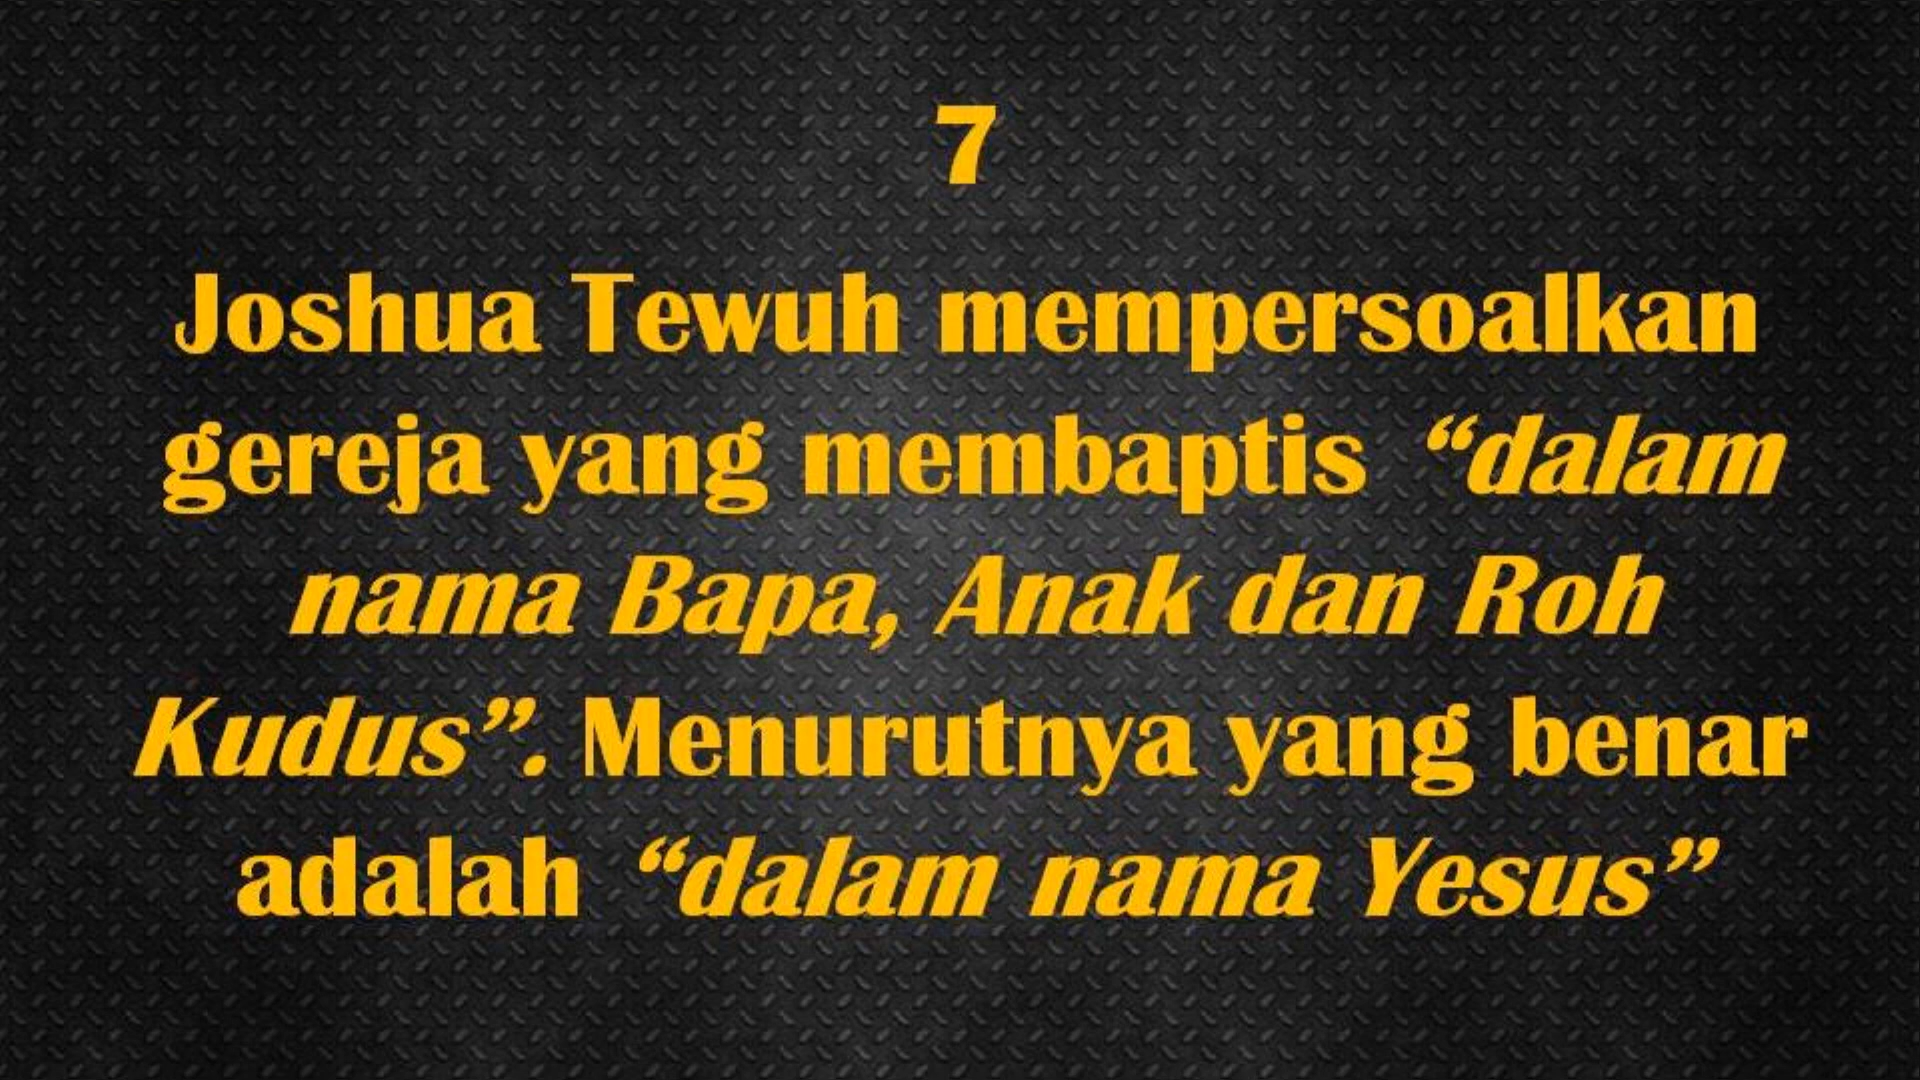 7
Joshua Tewuh mempersoalkan
gereja yang membaptis “dalam
nama Bapa, Anak dan Roh
Kudus”. Menurutnya yang benar
adalah “dalam nama Yesus”